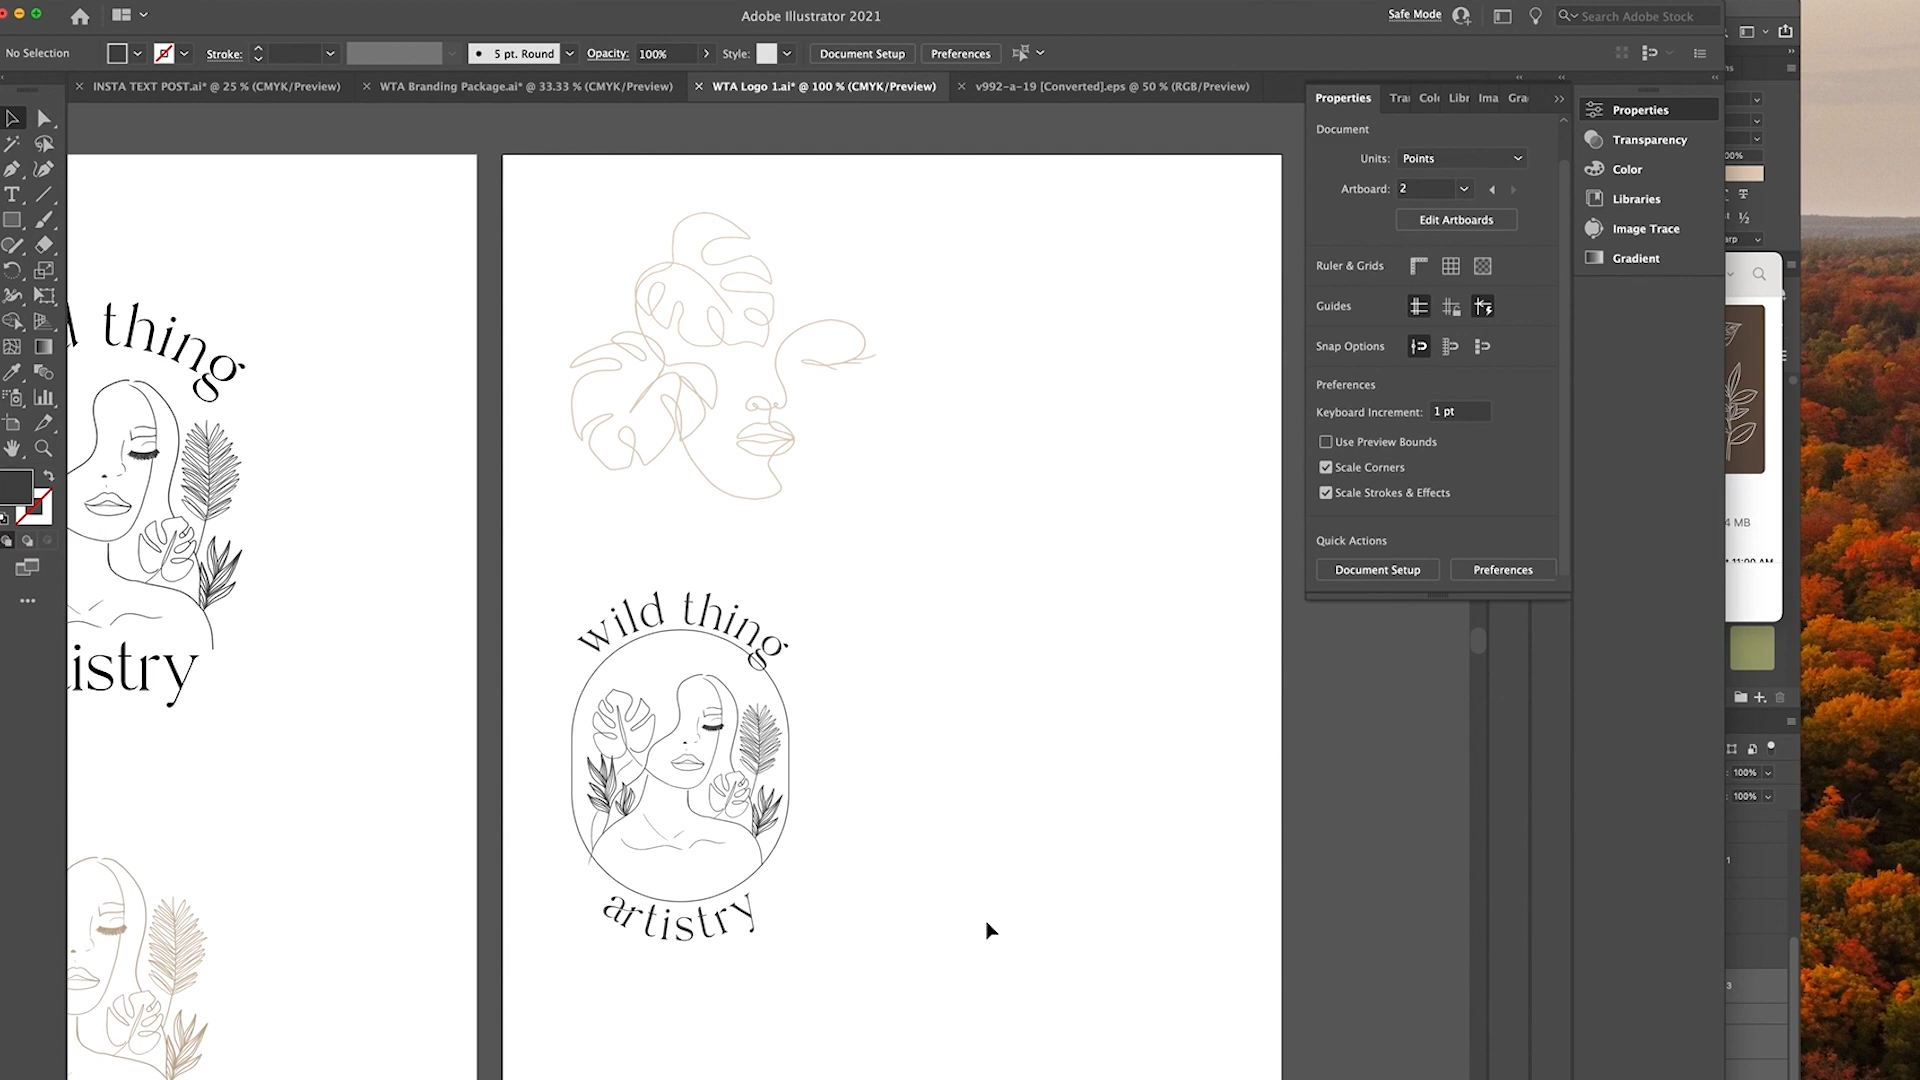 Adobe Illustrator 2021
Safe Mode
Search Adobe Stock
No Selection
Stroke:
5 pt. Round
Opacity:
100%
Style:
Document Setup
Preferences
INSTA TEXT POST.ai* @ 25 % (CMYK/Preview)
WTA Branding Package.ai* @ 33.33 % (CMYK/Preview)
WTA Logo 1.ai* @ 100 % (CMYK/Preview)
v992-a-19 [Converted].eps @ 50 % (RGB/Preview)
Properties
Tra
Col
Libr
Ima
Gra
Document
Units:
Points
Artboard:
2
Edit Artboards
Ruler & Grids
Guides
Snap Options
Preferences
Keyboard Increment:
1 pt
Use Preview Bounds
Scale Corners
Scale Strokes & Effects
Quick Actions
Document Setup
Preferences
Properties
Transparency
Color
Libraries
Image Trace
Gradient
00%
4 MB
11:00 AM
100%
100%
1
3
thing
istry
wild thing
artistry